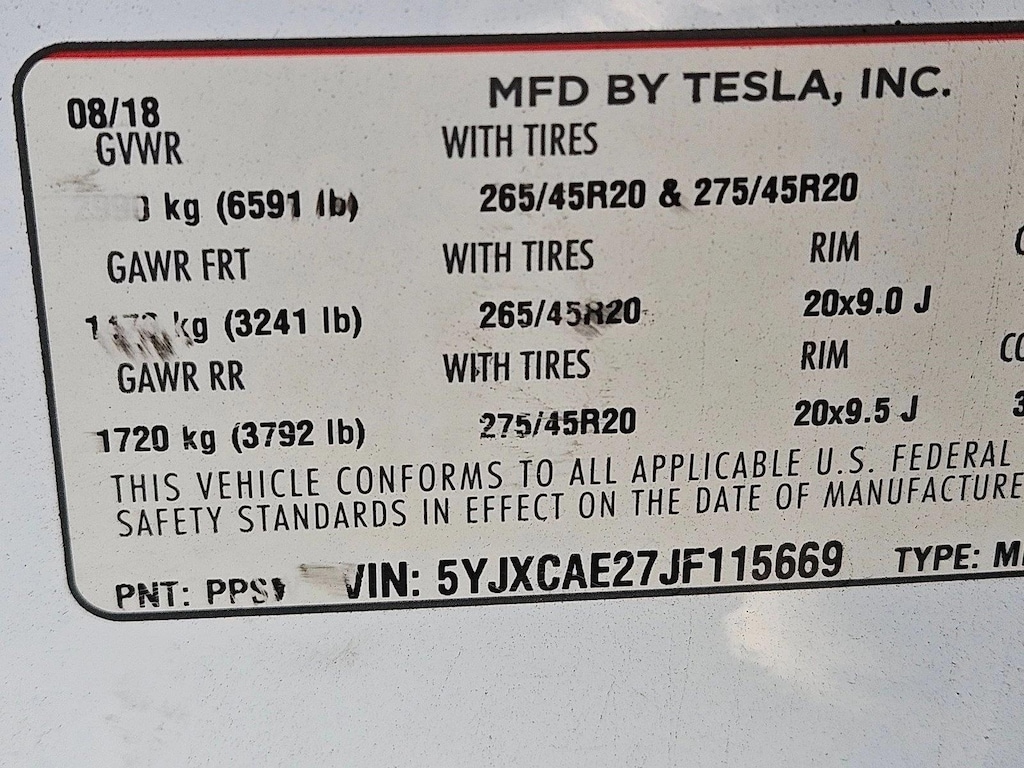 MFD BY TESLA, INC.
08/18
GVWR WITH TIRES
kg (6591 lb) 265/45R20 & 275/45R20
GAWR FRT WITH TIRES RIM
kg (3241 lb) 265/45R20 20x9.0 J
GAWR RR WITH TIRES RIM
1720 kg (3792 lb) 275/45R20 20x9.5 J
THIS VEHICLE CONFORMS TO ALL APPLICABLE U.S. FEDERAL
SAFETY STANDARDS IN EFFECT ON THE DATE OF MANUFACTURE
PNT: VIN: 5YJXCAE27JF115669 TYPE: